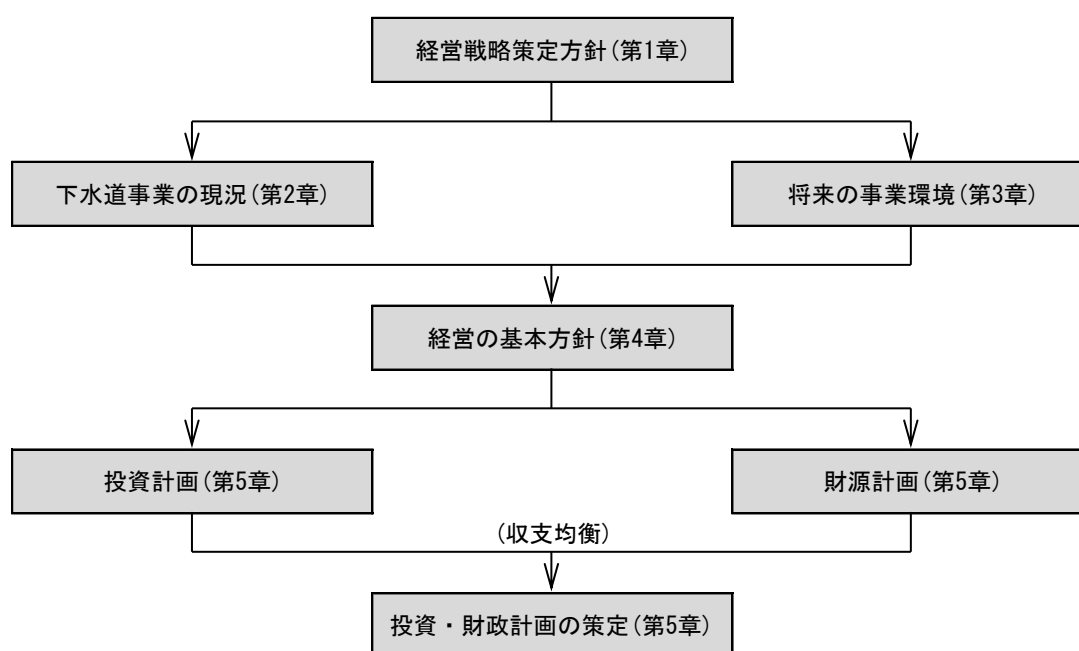 経営戦略策定方針(第1章)
下水道事業の現況(第2章)
将来の事業環境(第3章)
経営の基本方針(第4章)
投資計画(第5章)
財源計画(第5章)
(収支均衡)
投資・財政計画の策定(第5章)